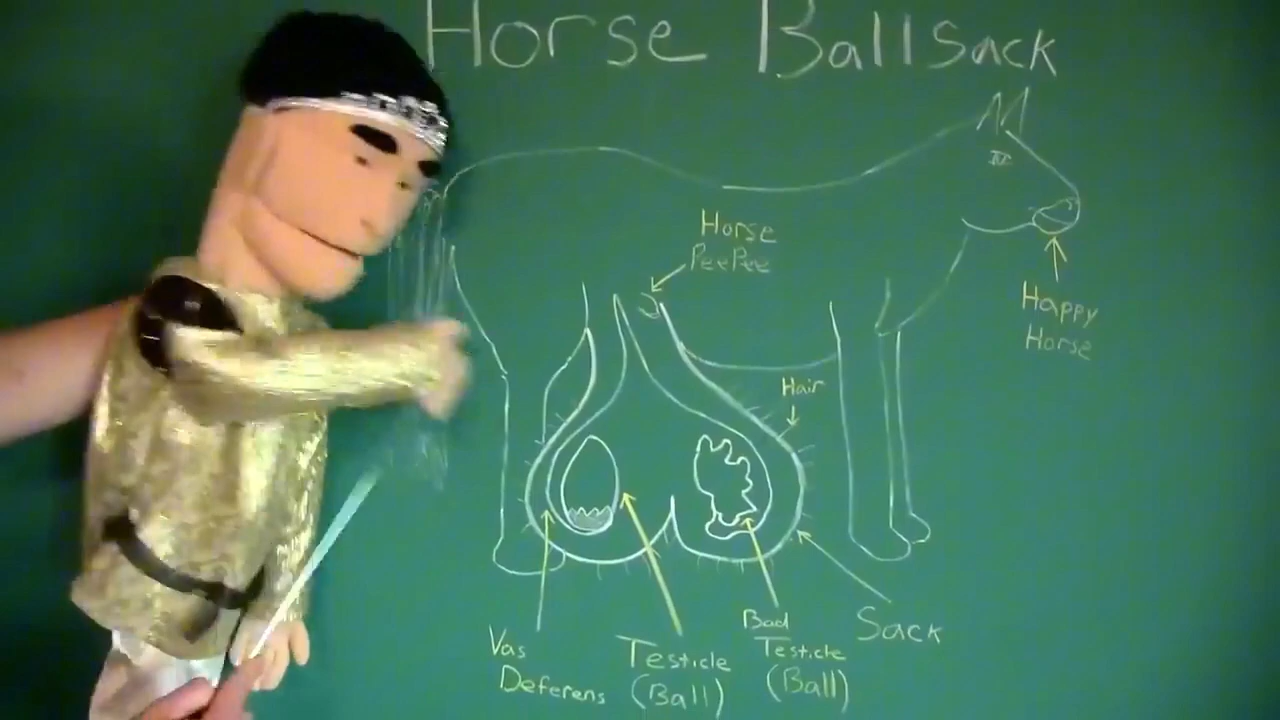 Horse Ballsack
Horse
PeePee
Happy
Horse
Hair
Vas
Deferens
Testicle
(Ball)
Bad
Testicle
(Ball)
Sack